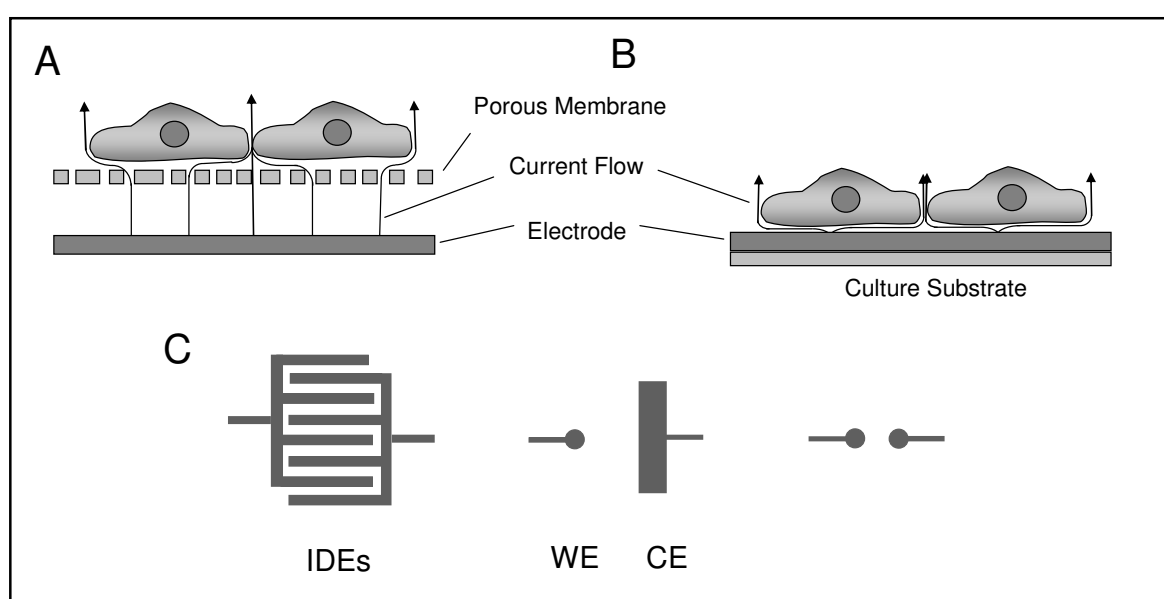 A
B
Porous Membrane
Current Flow
Electrode
Culture Substrate
C
IDEs
WE
CE